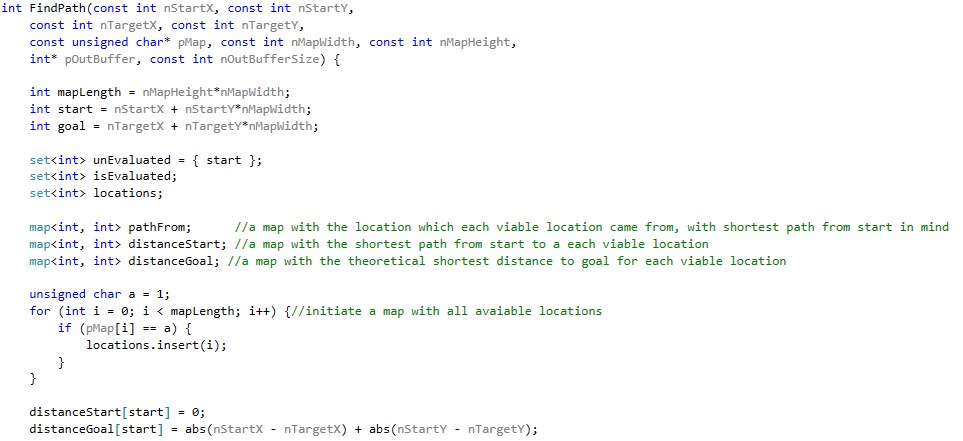 int FindPath(const int nStartX, const int nStartY,
    const int nTargetX, const int nTargetY,
    const unsigned char* pMap, const int nMapWidth, const int nMapHeight,
    int* pOutBuffer, const int nOutBufferSize) {
    int mapLength = nMapHeight*nMapWidth;
    int start = nStartX + nStartY*nMapWidth;
    int goal = nTargetX + nTargetY*nMapWidth;
    set<int> unEvaluated = { start };
    set<int> isEvaluated;
    set<int> locations;
    map<int, int> pathFrom;      //a map with the location which each viable location came from, with shortest path from start in mind
    map<int, int> distanceStart; //a map with the shortest path from start to a each viable location
    map<int, int> distanceGoal; //a map with the theoretical shortest distance to goal for each viable location
    unsigned char a = 1;
    for (int i = 0; i < mapLength; i++) {//initiate a map with all avaiable locations
        if (pMap[i] == a) {
            locations.insert(i);
        }
    }
    distanceStart[start] = 0;
    distanceGoal[start] = abs(nStartX - nTargetX) + abs(nStartY - nTargetY);